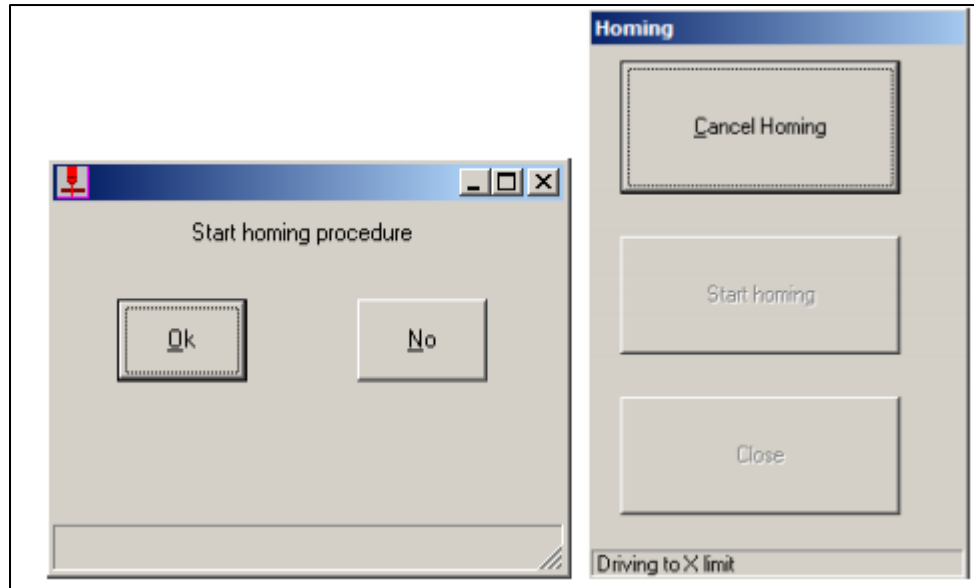 Start homing procedure
Ok
No
Homing
Cancel Homing
Start homing
Close
Driving to X limit